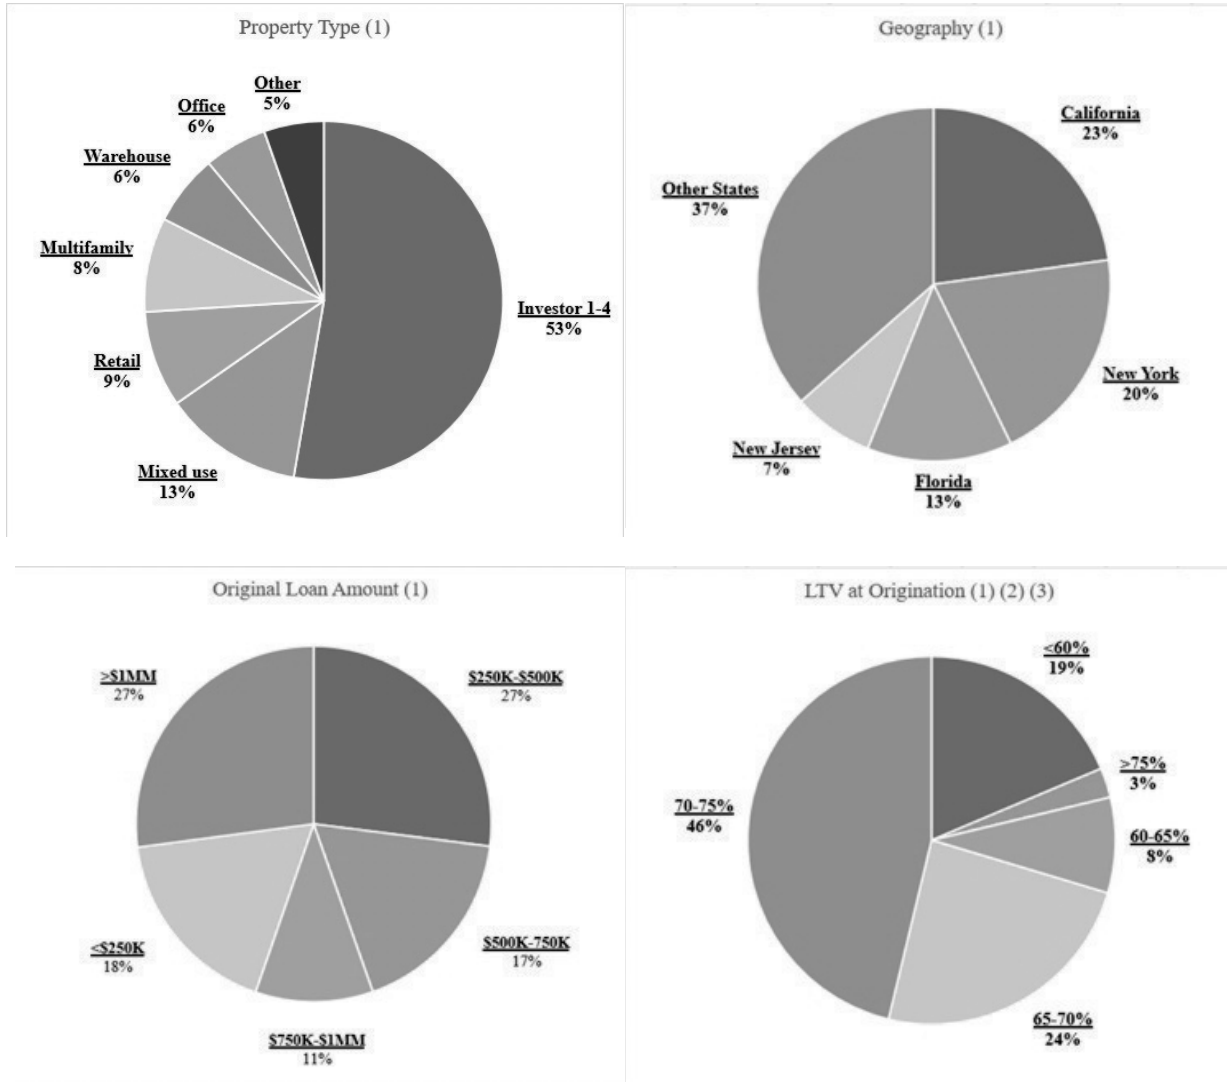 Property Type (1)
Other
5%
Office
6%
Warehouse
6%
Multifamily
8%
Retail
9%
Mixed use
13%
Investor 1-4
53%
Geography (1)
California
23%
Other States
37%
New York
20%
New Jersey
7%
Florida
13%
Original Loan Amount (1)
>$1MM
27%
$250K-$500K
27%
<$250K
18%
$500K-750K
17%
$750K-$1MM
11%
LTV at Origination (1) (2) (3)
<60%
19%
>75%
3%
70-75%
46%
60-65%
8%
65-70%
24%